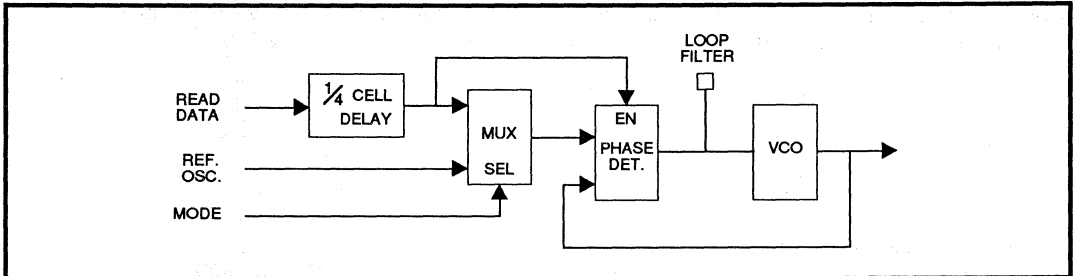 READ
DATA
1/4 CELL
DELAY
REF.
OSC.
MODE
MUX
SEL
EN
PHASE
DET.
LOOP
FILTER
VCO